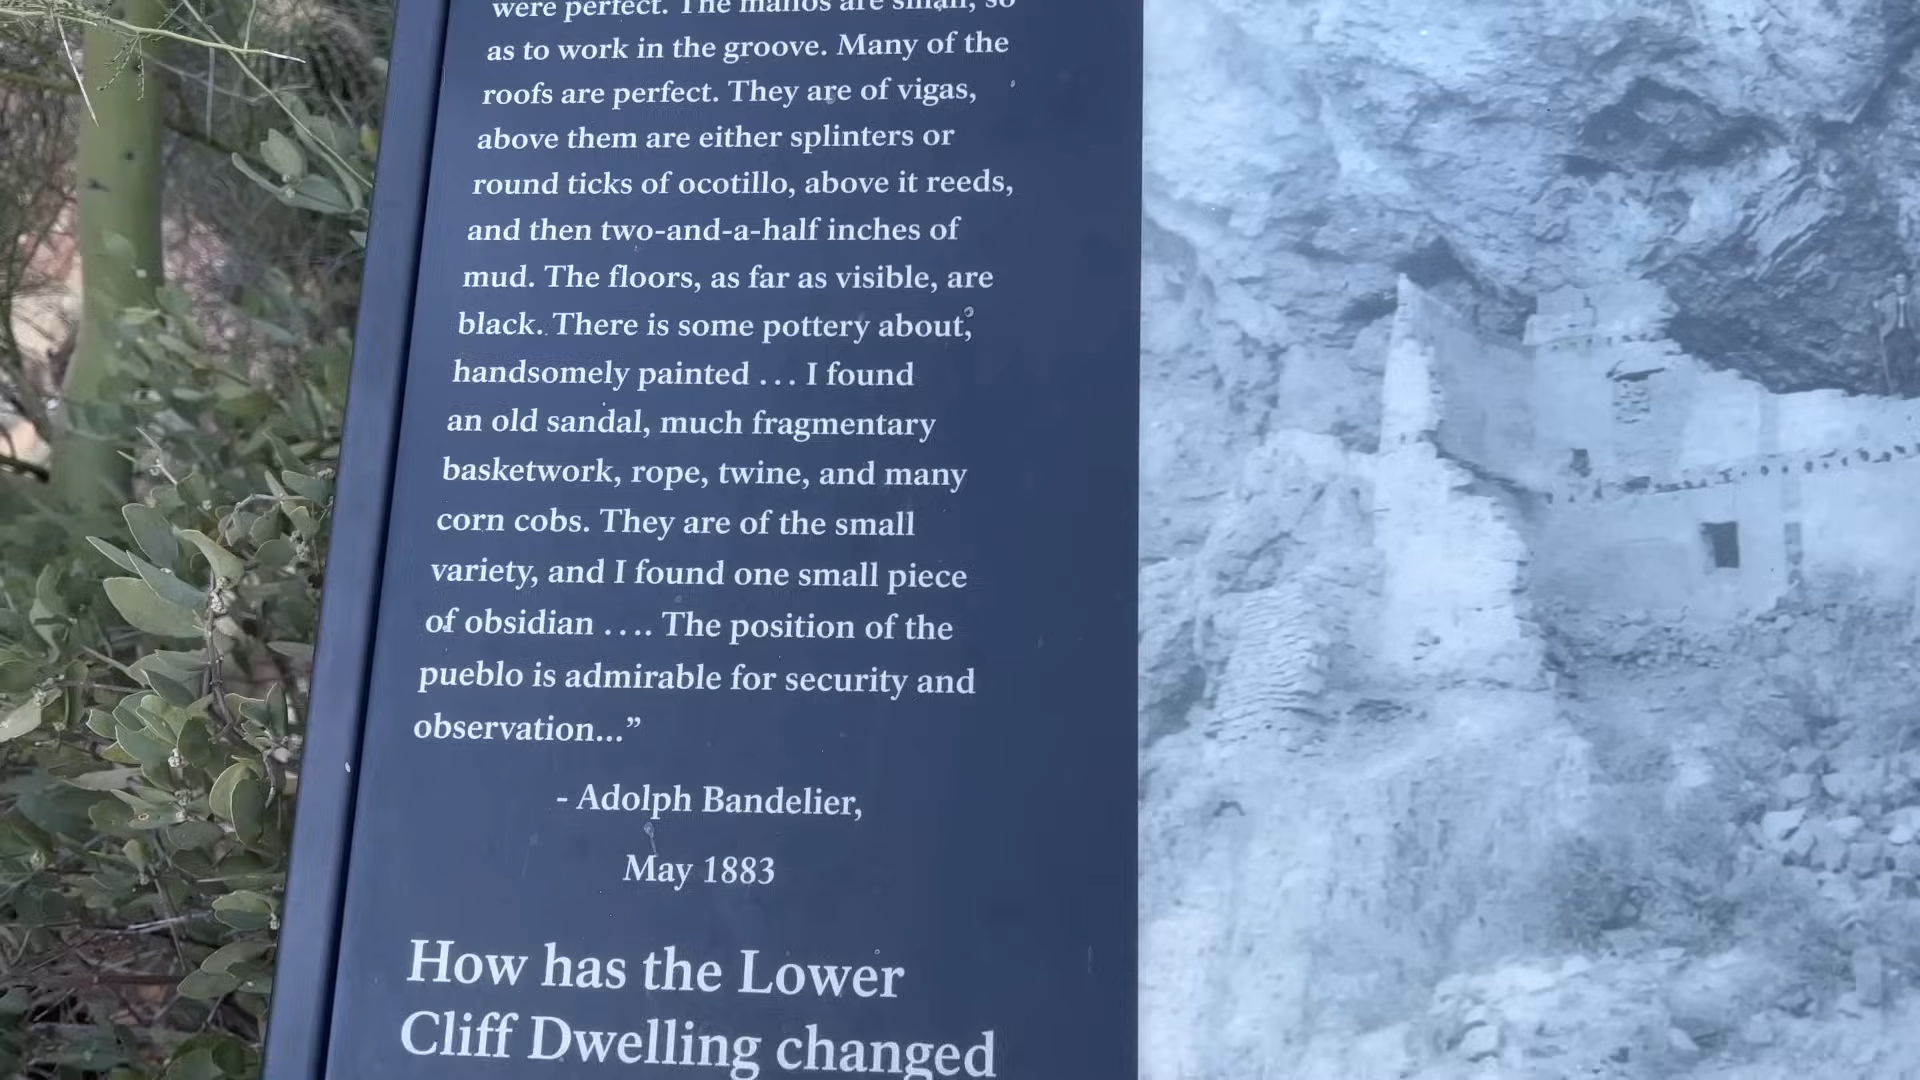 were perfect. The manos are small, so
as to work in the groove. Many of the
roofs are perfect. They are of vigas,
above them are either splinters or
round ticks of ocotillo, above it reeds,
and then two-and-a-half inches of
mud. The floors, as far as visible, are
black. There is some pottery about,
handsomely painted . . . I found
an old sandal, much fragmentary
basketwork, rope, twine, and many
corn cobs. They are of the small
variety, and I found one small piece
of obsidian . . . . The position of the
pueblo is admirable for security and
observation...”
- Adolph Bandelier,
May 1883
How has the Lower
Cliff Dwelling changed